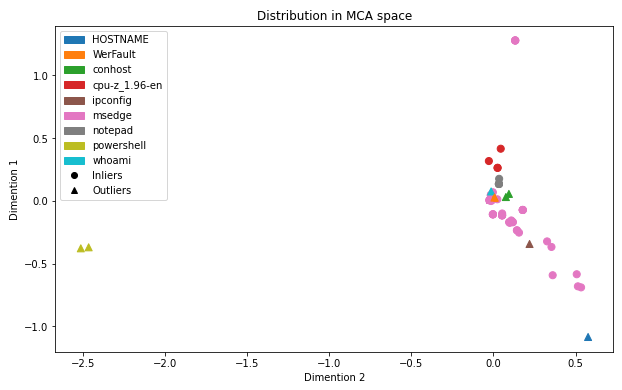 Distribution in MCA space
HOSTNAME
WerFault
conhost
cpu-z_1.96-en
ipconfig
msedge
notepad
powershell
whoami
Inliers
Outliers
Dimention 1
1.0
0.5
0.0
−0.5
−1.0
−2.5
−2.0
−1.5
−1.0
−0.5
0.0
0.5
Dimention 2